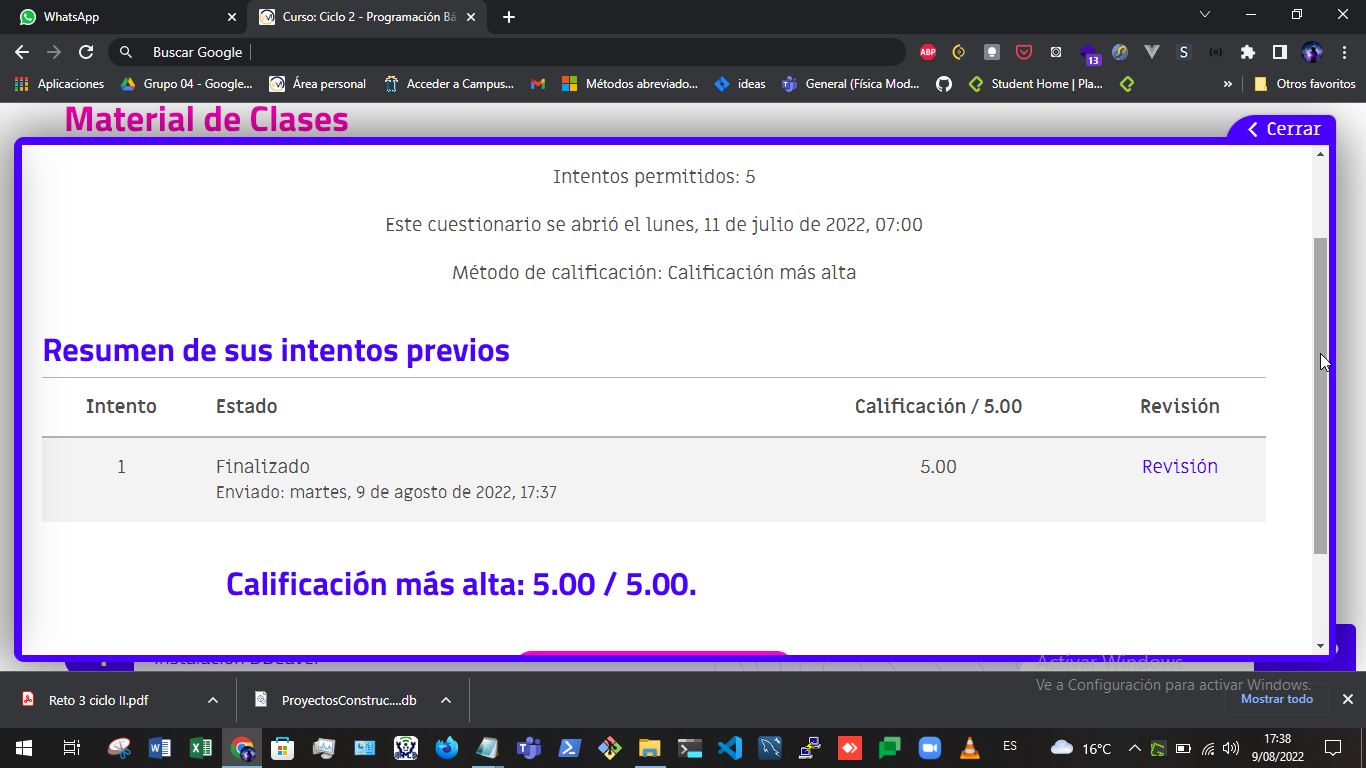 WhatsApp
Curso: Ciclo 2 - Programación Bá
Buscar Google
ABP
13
S
Aplicaciones
Grupo 04 - Google...
Área personal
Acceder a Campus...
Métodos abreviado...
ideas
General (Física Mod...
Student Home | Pla...
»
Otros favoritos
Material de Clases
Cerrar
Intentos permitidos: 5
Este cuestionario se abrió el lunes, 11 de julio de 2022, 07:00
Método de calificación: Calificación más alta
Resumen de sus intentos previos
Intento Estado Calificación / 5.00 Revisión
1 Finalizado 5.00 Revisión
Enviado: martes, 9 de agosto de 2022, 17:37
Calificación más alta: 5.00 / 5.00.
Instalación DBeaver
Activar Windows
Ve a Configuración para activar Windows.
Reto 3 ciclo II.pdf
ProyectosConstruc....db
Mostrar todo
ES
16°C
17:38
9/08/2022